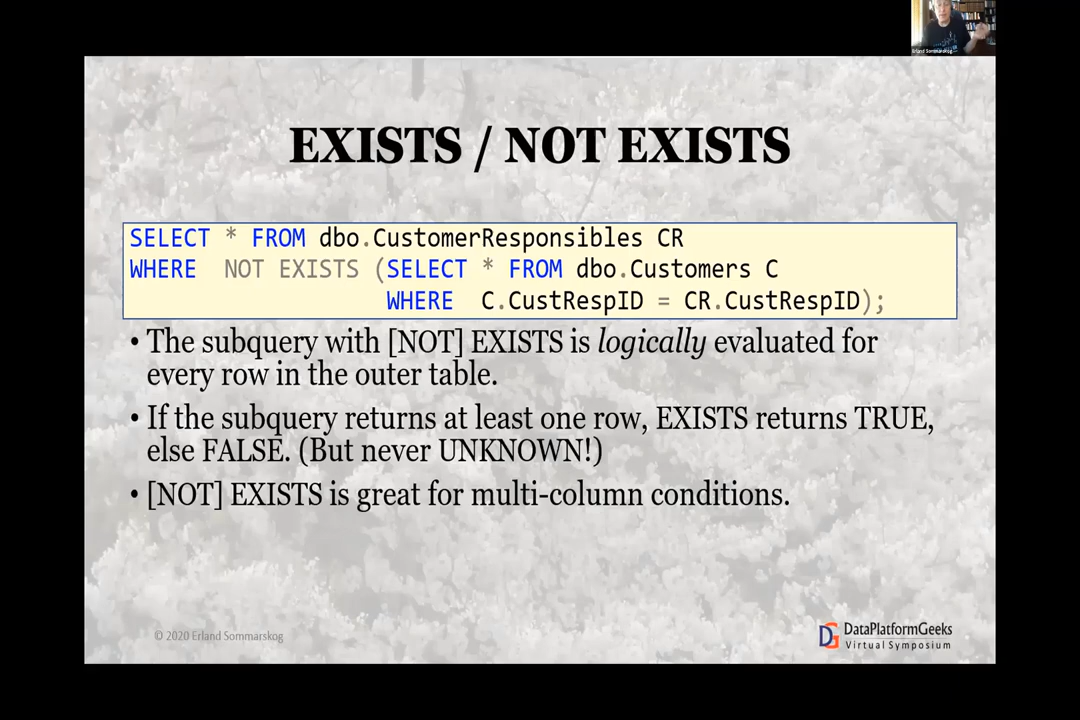 Erland Sommarskog
EXISTS / NOT EXISTS
SELECT * FROM dbo.CustomerResponsibles CR
WHERE NOT EXISTS (SELECT * FROM dbo.Customers C
WHERE C.CustRespID = CR.CustRespID);
• The subquery with [NOT] EXISTS is logically evaluated for
every row in the outer table.
• If the subquery returns at least one row, EXISTS returns TRUE,
else FALSE. (But never UNKNOWN!)
• [NOT] EXISTS is great for multi-column conditions.
© 2020 Erland Sommarskog
DG DataPlatformGeeks
Virtual Symposium